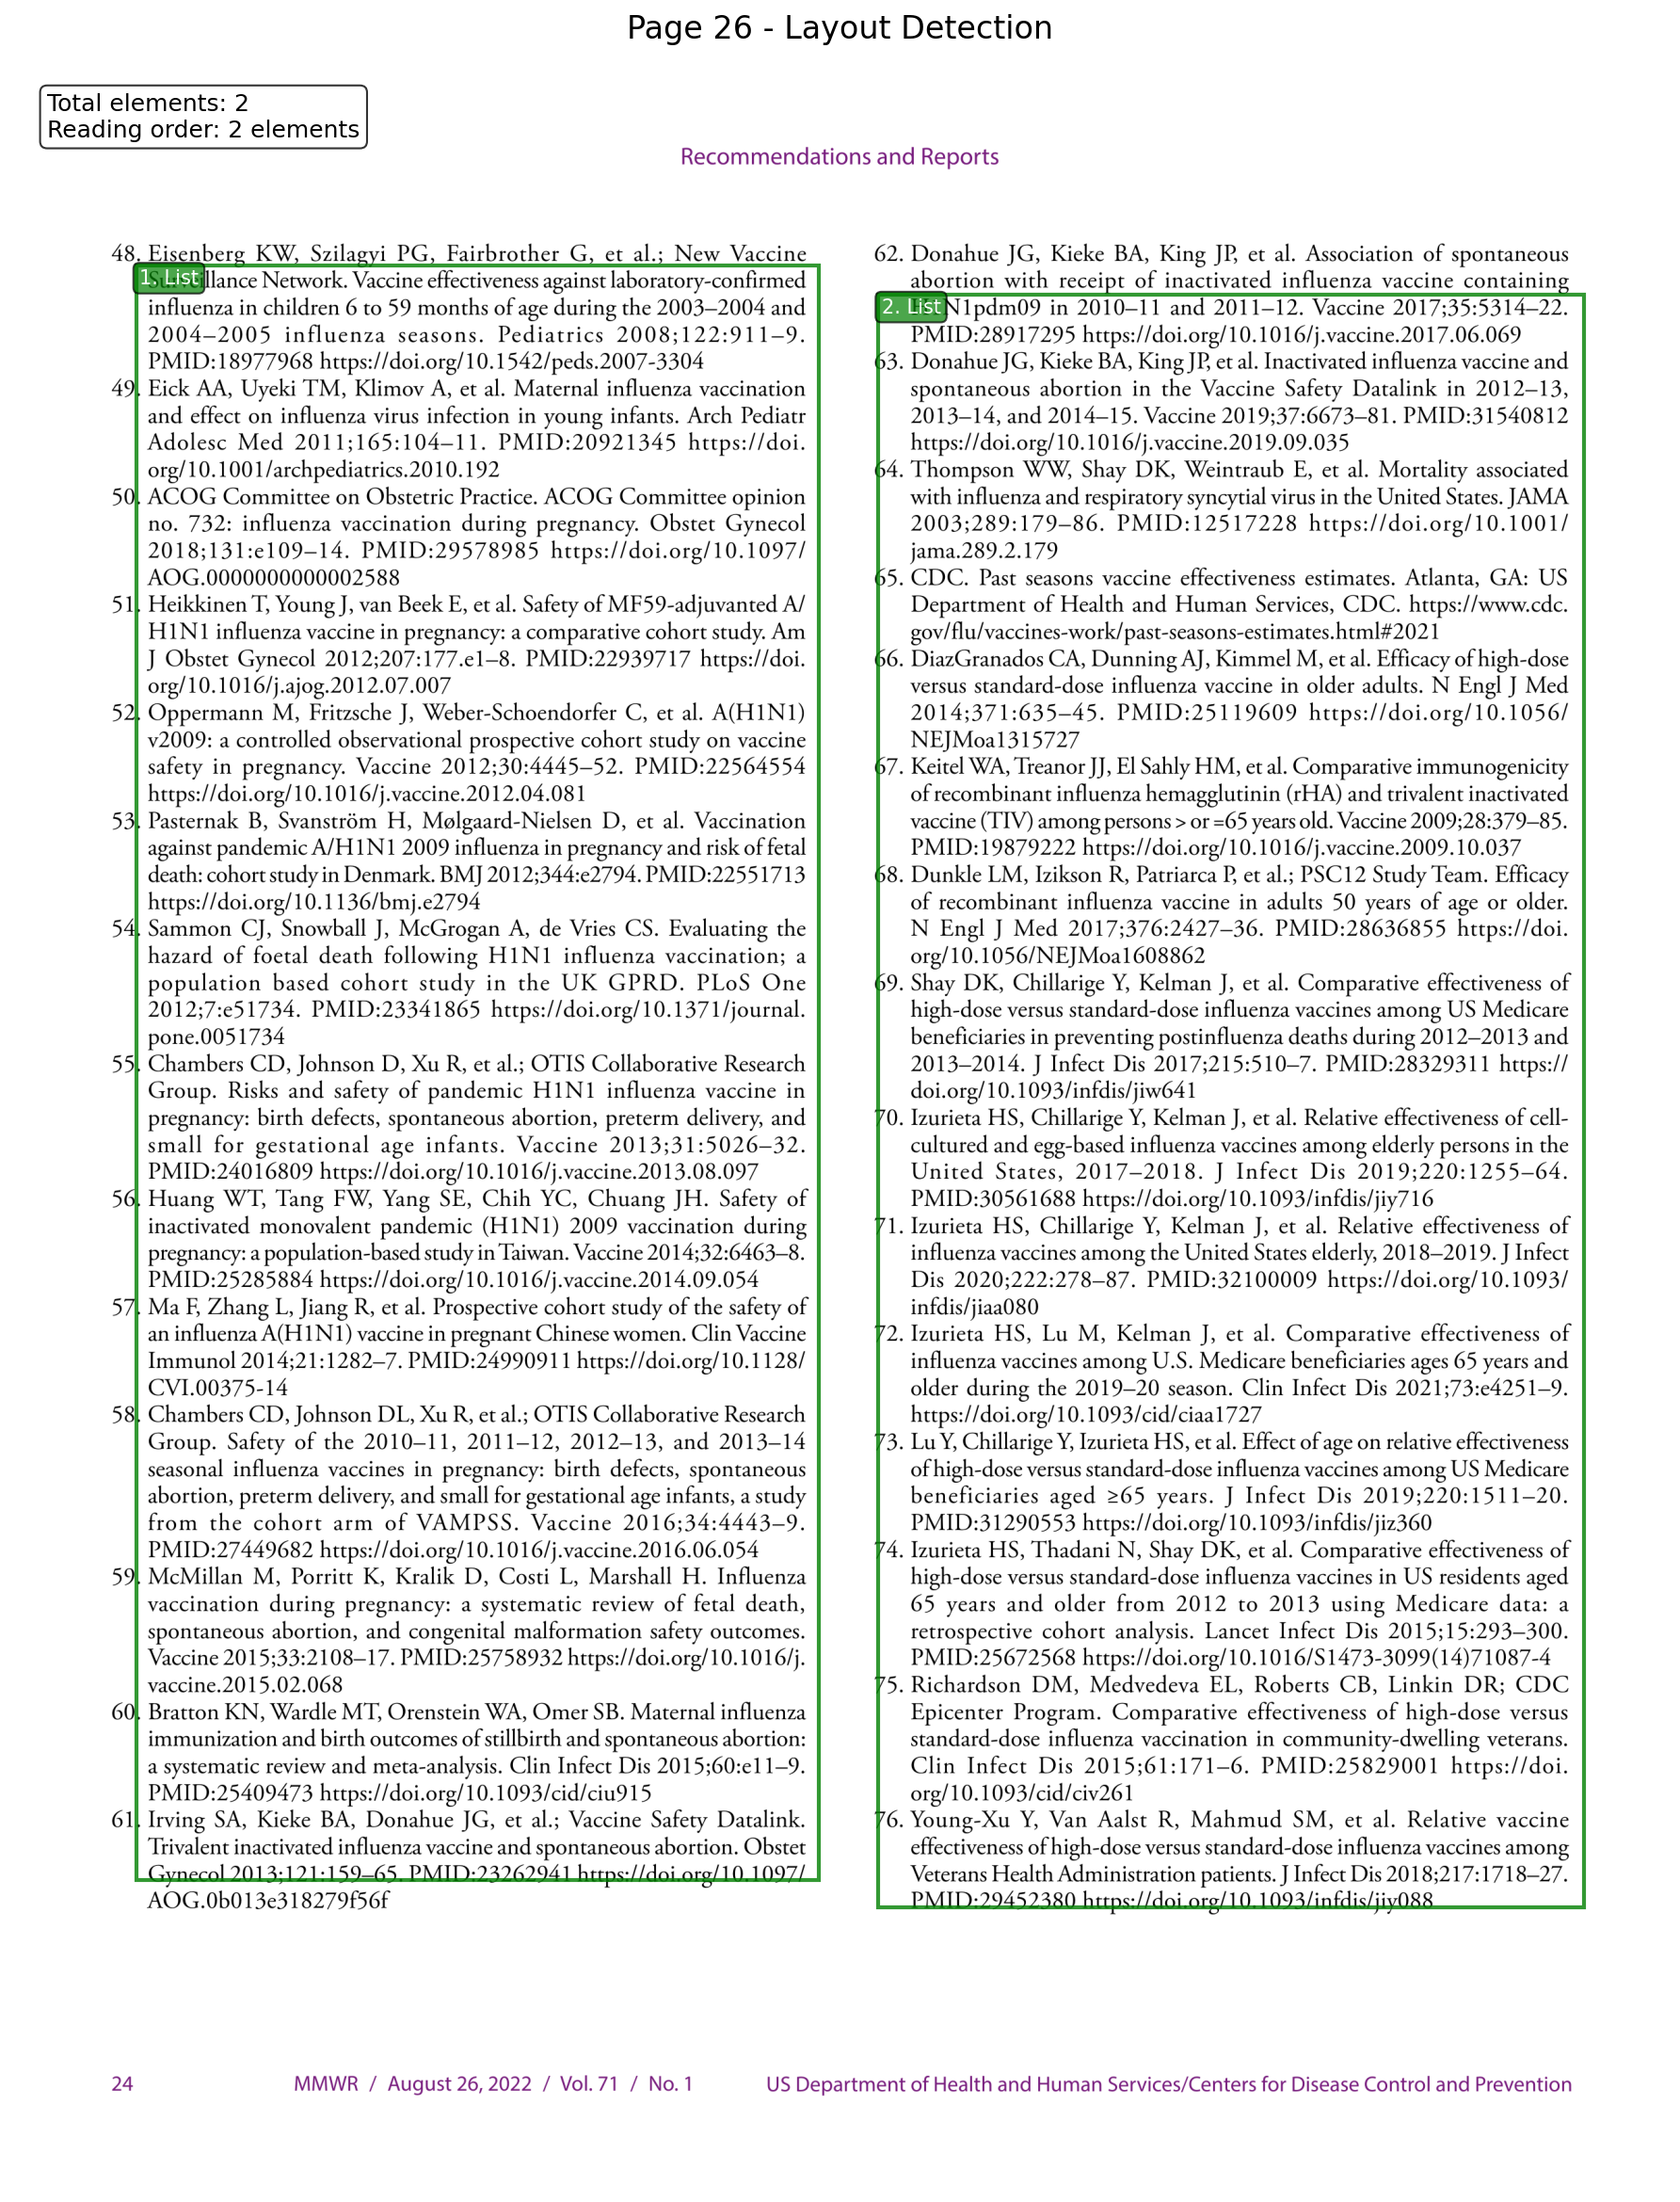 Page 26 - Layout Detection
Total elements: 2
Reading order: 2 elements
Recommendations and Reports
48. Eisenberg KW, Szilagyi PG, Fairbrother G, et al.; New Vaccine
1. List
llance Network. Vaccine effectiveness against laboratory-confirmed
influenza in children 6 to 59 months of age during the 2003–2004 and
2004–2005 influenza seasons. Pediatrics 2008;122:911–9.
PMID:18977968 https://doi.org/10.1542/peds.2007-3304
49. Eick AA, Uyeki TM, Klimov A, et al. Maternal influenza vaccination
and effect on influenza virus infection in young infants. Arch Pediatr
Adolesc Med 2011;165:104–11. PMID:20921345 https://doi.
org/10.1001/archpediatrics.2010.192
50. ACOG Committee on Obstetric Practice. ACOG Committee opinion
no. 732: influenza vaccination during pregnancy. Obstet Gynecol
2018;131:e109–14. PMID:29578985 https://doi.org/10.1097/
AOG.0000000000002588
51. Heikkinen T, Young J, van Beek E, et al. Safety of MF59-adjuvanted A/
H1N1 influenza vaccine in pregnancy: a comparative cohort study. Am
J Obstet Gynecol 2012;207:177.e1–8. PMID:22939717 https://doi.
org/10.1016/j.ajog.2012.07.007
52. Oppermann M, Fritzsche J, Weber-Schoendorfer C, et al. A(H1N1)
v2009: a controlled observational prospective cohort study on vaccine
safety in pregnancy. Vaccine 2012;30:4445–52. PMID:22564554
https://doi.org/10.1016/j.vaccine.2012.04.081
53. Pasternak B, Svanström H, Mølgaard-Nielsen D, et al. Vaccination
against pandemic A/H1N1 2009 influenza in pregnancy and risk of fetal
death: cohort study in Denmark. BMJ 2012;344:e2794. PMID:22551713
https://doi.org/10.1136/bmj.e2794
54. Sammon CJ, Snowball J, McGrogan A, de Vries CS. Evaluating the
hazard of foetal death following H1N1 influenza vaccination; a
population based cohort study in the UK GPRD. PLoS One
2012;7:e51734. PMID:23341865 https://doi.org/10.1371/journal.
pone.0051734
55. Chambers CD, Johnson D, Xu R, et al.; OTIS Collaborative Research
Group. Risks and safety of pandemic H1N1 influenza vaccine in
pregnancy: birth defects, spontaneous abortion, preterm delivery, and
small for gestational age infants. Vaccine 2013;31:5026–32.
PMID:24016809 https://doi.org/10.1016/j.vaccine.2013.08.097
56. Huang WT, Tang FW, Yang SE, Chih YC, Chuang JH. Safety of
inactivated monovalent pandemic (H1N1) 2009 vaccination during
pregnancy: a population-based study in Taiwan. Vaccine 2014;32:6463–8.
PMID:25285884 https://doi.org/10.1016/j.vaccine.2014.09.054
57. Ma F, Zhang L, Jiang R, et al. Prospective cohort study of the safety of
an influenza A(H1N1) vaccine in pregnant Chinese women. Clin Vaccine
Immunol 2014;21:1282–7. PMID:24990911 https://doi.org/10.1128/
CVI.00375-14
58. Chambers CD, Johnson DL, Xu R, et al.; OTIS Collaborative Research
Group. Safety of the 2010–11, 2011–12, 2012–13, and 2013–14
seasonal influenza vaccines in pregnancy: birth defects, spontaneous
abortion, preterm delivery, and small for gestational age infants, a study
from the cohort arm of VAMPSS. Vaccine 2016;34:4443–9.
PMID:27449682 https://doi.org/10.1016/j.vaccine.2016.06.054
59. McMillan M, Porritt K, Kralik D, Costi L, Marshall H. Influenza
vaccination during pregnancy: a systematic review of fetal death,
spontaneous abortion, and congenital malformation safety outcomes.
Vaccine 2015;33:2108–17. PMID:25758932 https://doi.org/10.1016/j.
vaccine.2015.02.068
60. Bratton KN, Wardle MT, Orenstein WA, Omer SB. Maternal influenza
immunization and birth outcomes of stillbirth and spontaneous abortion:
a systematic review and meta-analysis. Clin Infect Dis 2015;60:e11–9.
PMID:25409473 https://doi.org/10.1093/cid/ciu915
61. Irving SA, Kieke BA, Donahue JG, et al.; Vaccine Safety Datalink.
Trivalent inactivated influenza vaccine and spontaneous abortion. Obstet
Gynecol 2013;121:159–65. PMID:23262941 https://doi.org/10.1097/
AOG.0b013e318279f56f
62. Donahue JG, Kieke BA, King JP, et al. Association of spontaneous
abortion with receipt of inactivated influenza vaccine containing
2. List
N1pdm09 in 2010–11 and 2011–12. Vaccine 2017;35:5314–22.
PMID:28917295 https://doi.org/10.1016/j.vaccine.2017.06.069
63. Donahue JG, Kieke BA, King JP, et al. Inactivated influenza vaccine and
spontaneous abortion in the Vaccine Safety Datalink in 2012–13,
2013–14, and 2014–15. Vaccine 2019;37:6673–81. PMID:31540812
https://doi.org/10.1016/j.vaccine.2019.09.035
64. Thompson WW, Shay DK, Weintraub E, et al. Mortality associated
with influenza and respiratory syncytial virus in the United States. JAMA
2003;289:179–86. PMID:12517228 https://doi.org/10.1001/
jama.289.2.179
65. CDC. Past seasons vaccine effectiveness estimates. Atlanta, GA: US
Department of Health and Human Services, CDC. https://www.cdc.
gov/flu/vaccines-work/past-seasons-estimates.html#2021
66. DiazGranados CA, Dunning AJ, Kimmel M, et al. Efficacy of high-dose
versus standard-dose influenza vaccine in older adults. N Engl J Med
2014;371:635–45. PMID:25119609 https://doi.org/10.1056/
NEJMoa1315727
67. Keitel WA, Treanor JJ, El Sahly HM, et al. Comparative immunogenicity
of recombinant influenza hemagglutinin (rHA) and trivalent inactivated
vaccine (TIV) among persons > or =65 years old. Vaccine 2009;28:379–85.
PMID:19879222 https://doi.org/10.1016/j.vaccine.2009.10.037
68. Dunkle LM, Izikson R, Patriarca P, et al.; PSC12 Study Team. Efficacy
of recombinant influenza vaccine in adults 50 years of age or older.
N Engl J Med 2017;376:2427–36. PMID:28636855 https://doi.
org/10.1056/NEJMoa1608862
69. Shay DK, Chillarige Y, Kelman J, et al. Comparative effectiveness of
high-dose versus standard-dose influenza vaccines among US Medicare
beneficiaries in preventing postinfluenza deaths during 2012–2013 and
2013–2014. J Infect Dis 2017;215:510–7. PMID:28329311 https://
doi.org/10.1093/infdis/jiw641
70. Izurieta HS, Chillarige Y, Kelman J, et al. Relative effectiveness of cell-
cultured and egg-based influenza vaccines among elderly persons in the
United States, 2017–2018. J Infect Dis 2019;220:1255–64.
PMID:30561688 https://doi.org/10.1093/infdis/jiy716
71. Izurieta HS, Chillarige Y, Kelman J, et al. Relative effectiveness of
influenza vaccines among the United States elderly, 2018–2019. J Infect
Dis 2020;222:278–87. PMID:32100009 https://doi.org/10.1093/
infdis/jiaa080
72. Izurieta HS, Lu M, Kelman J, et al. Comparative effectiveness of
influenza vaccines among U.S. Medicare beneficiaries ages 65 years and
older during the 2019–20 season. Clin Infect Dis 2021;73:e4251–9.
https://doi.org/10.1093/cid/ciaa1727
73. Lu Y, Chillarige Y, Izurieta HS, et al. Effect of age on relative effectiveness
of high-dose versus standard-dose influenza vaccines among US Medicare
beneficiaries aged ≥65 years. J Infect Dis 2019;220:1511–20.
PMID:31290553 https://doi.org/10.1093/infdis/jiz360
74. Izurieta HS, Thadani N, Shay DK, et al. Comparative effectiveness of
high-dose versus standard-dose influenza vaccines in US residents aged
65 years and older from 2012 to 2013 using Medicare data: a
retrospective cohort analysis. Lancet Infect Dis 2015;15:293–300.
PMID:25672568 https://doi.org/10.1016/S1473-3099(14)71087-4
75. Richardson DM, Medvedeva EL, Roberts CB, Linkin DR; CDC
Epicenter Program. Comparative effectiveness of high-dose versus
standard-dose influenza vaccination in community-dwelling veterans.
Clin Infect Dis 2015;61:171–6. PMID:25829001 https://doi.
org/10.1093/cid/civ261
76. Young-Xu Y, Van Aalst R, Mahmud SM, et al. Relative vaccine
effectiveness of high-dose versus standard-dose influenza vaccines among
Veterans Health Administration patients. J Infect Dis 2018;217:1718–27.
PMID:29452380 https://doi.org/10.1093/infdis/jiy088
24 MMWR / August 26, 2022 / Vol. 71 / No. 1 US Department of Health and Human Services/Centers for Disease Control and Prevention